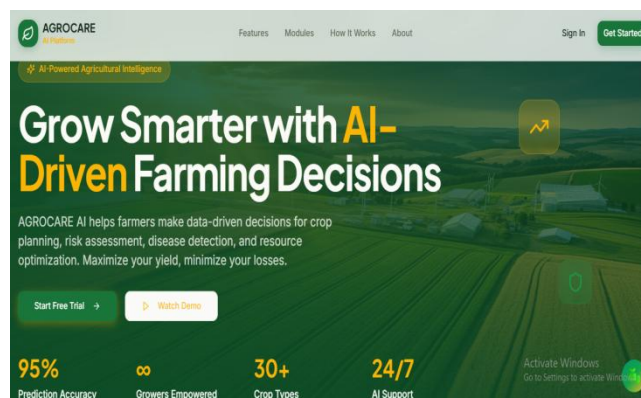 AGROCARE
AI Platform
Features Modules How It Works About
Sign In Get Started
AI-Powered Agricultural Intelligence
Grow Smarter with AI-
Driven Farming Decisions
AGROCARE AI helps farmers make data-driven decisions for crop
planning, risk assessment, disease detection, and resource
optimization. Maximize your yield, minimize your losses.
Start Free Trial → Watch Demo
95% ∞ 30+ 24/7
Prediction Accuracy Growers Empowered Crop Types AI Support
Activate Windows
Go to Settings to activate Windows